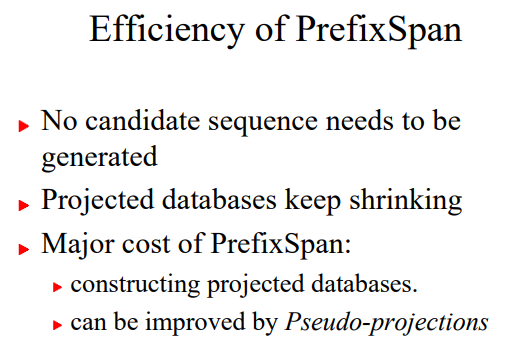 Efficiency of PrefixSpan
No candidate sequence needs to be
generated
Projected databases keep shrinking
Major cost of PrefixSpan:
constructing projected databases.
can be improved by Pseudo-projections